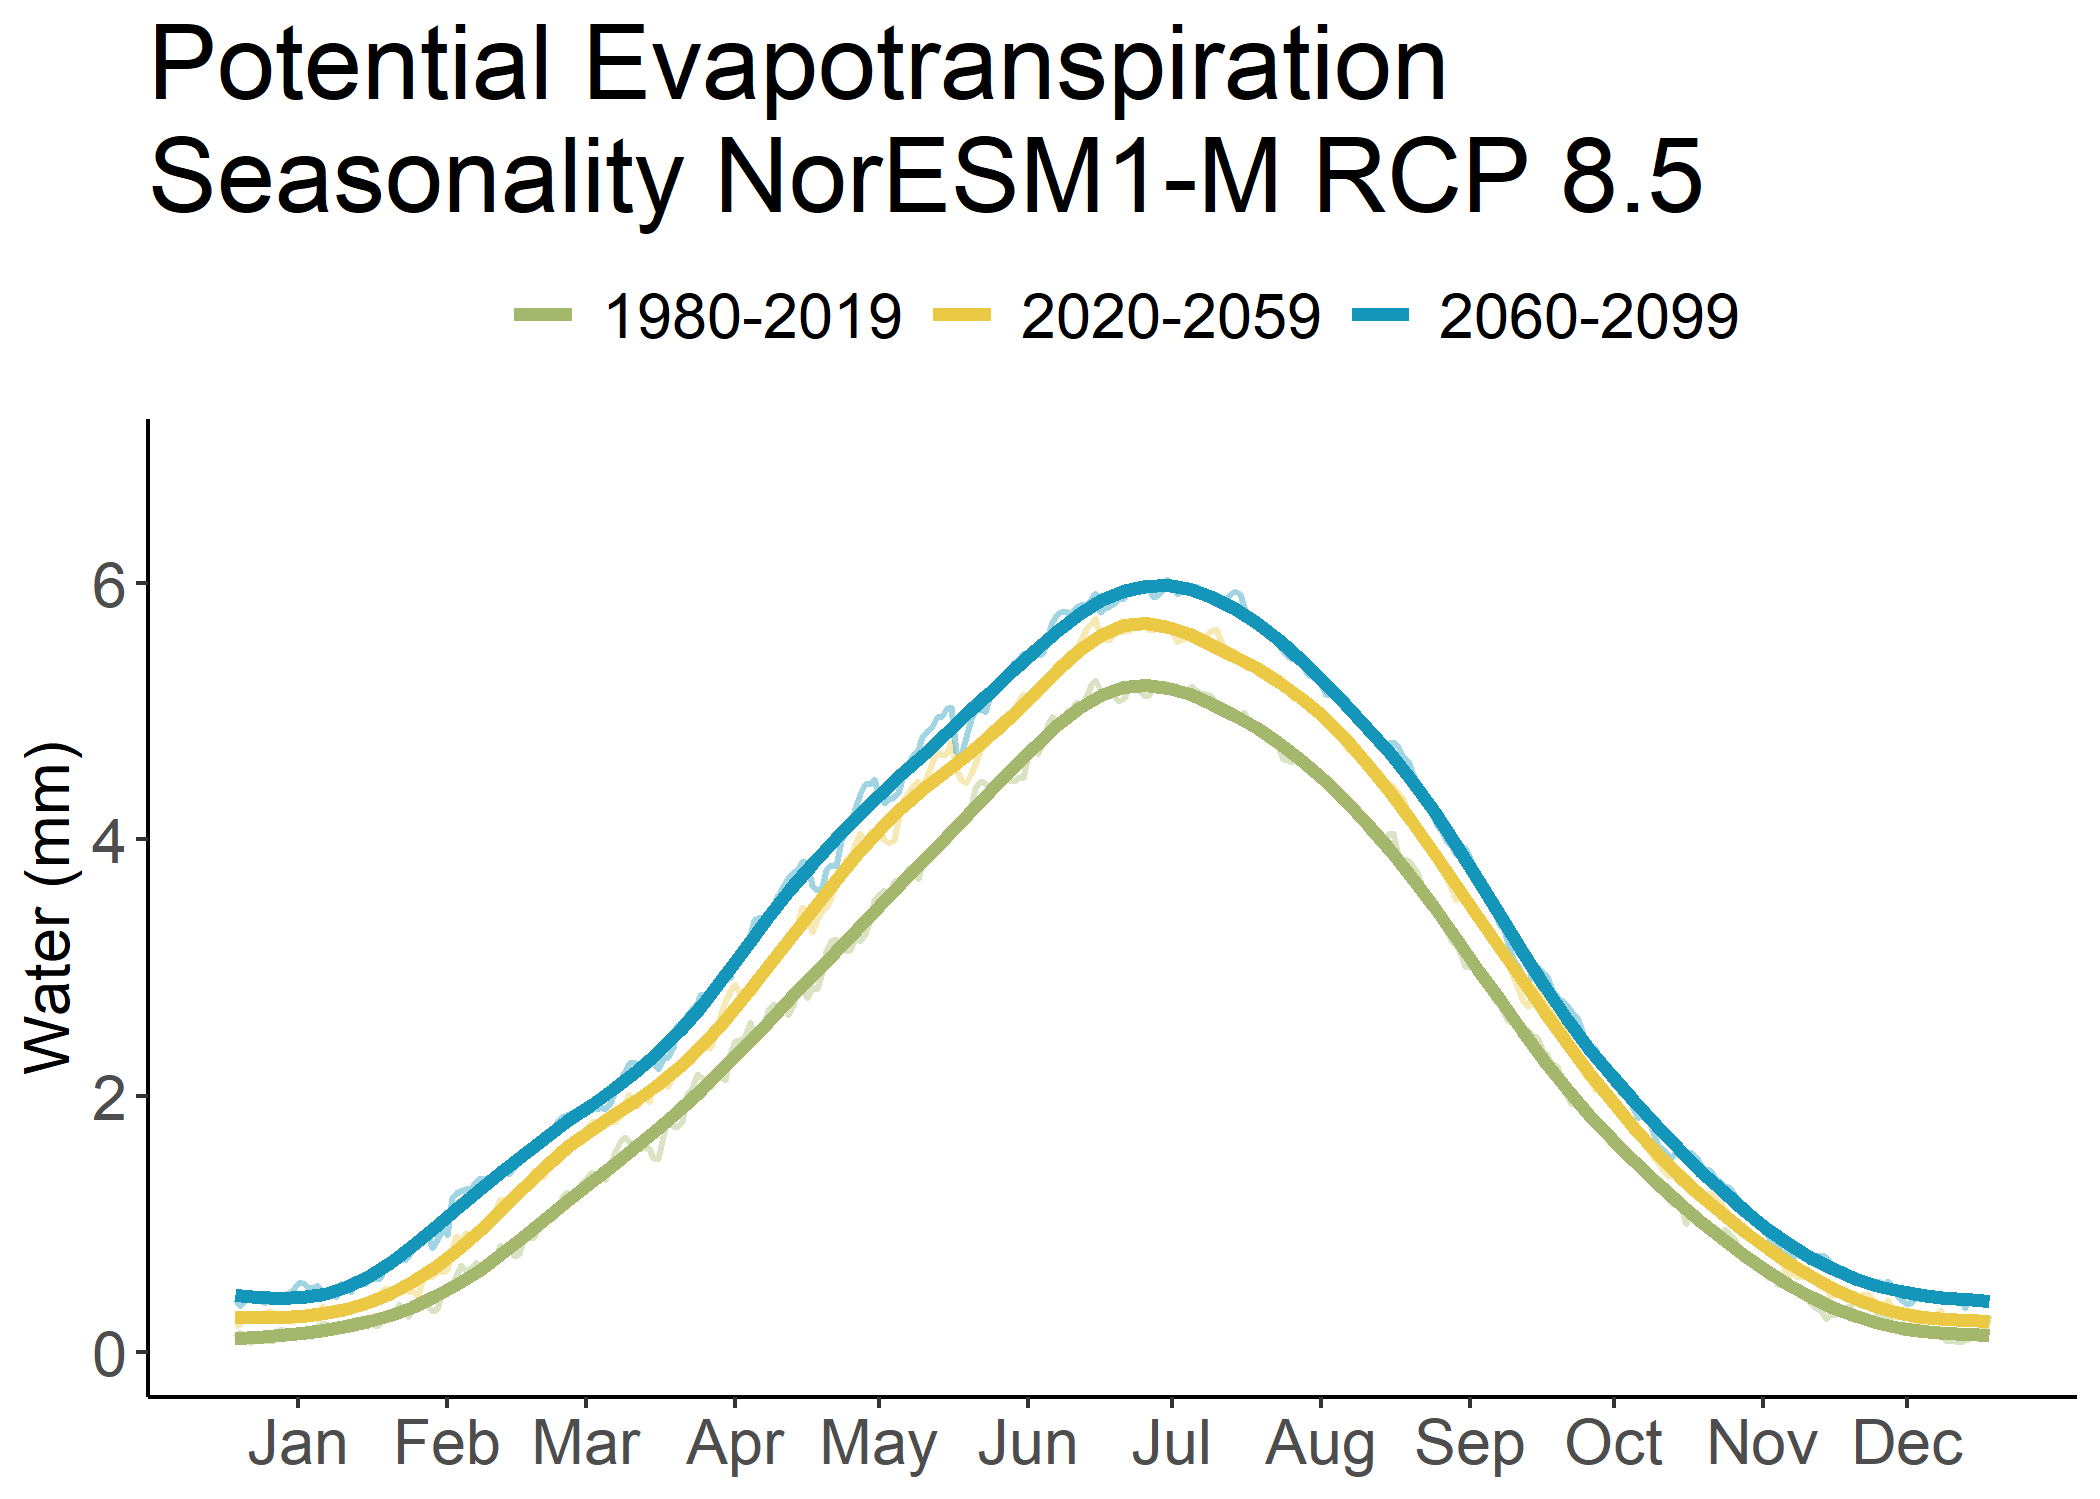 Potential Evapotranspiration
Seasonality NorESM1-M RCP 8.5
1980-2019 2020-2059 2060-2099
Water (mm)
6
4
2
0
Jan Feb Mar Apr May Jun Jul Aug Sep Oct Nov Dec